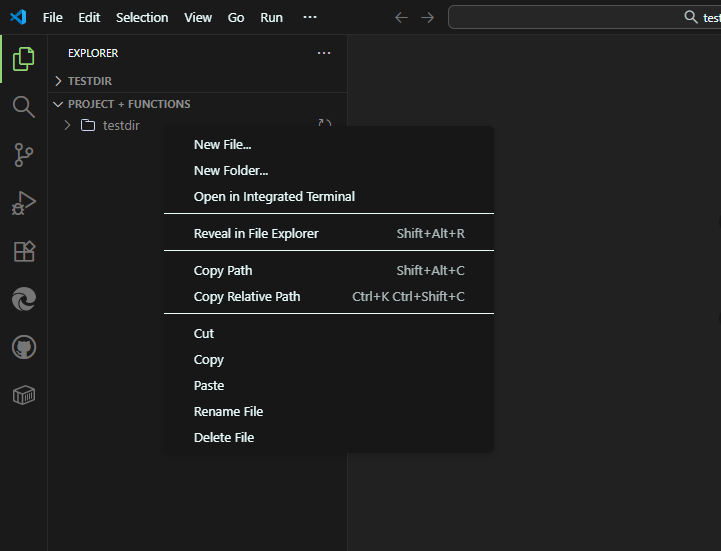 File Edit Selection View Go Run ···
tes
EXPLORER ···
TESTDIR
PROJECT + FUNCTIONS
testdir
New File...
New Folder...
Open in Integrated Terminal
Reveal in File Explorer Shift+Alt+R
Copy Path Shift+Alt+C
Copy Relative Path Ctrl+K Ctrl+Shift+C
Cut
Copy
Paste
Rename File
Delete File